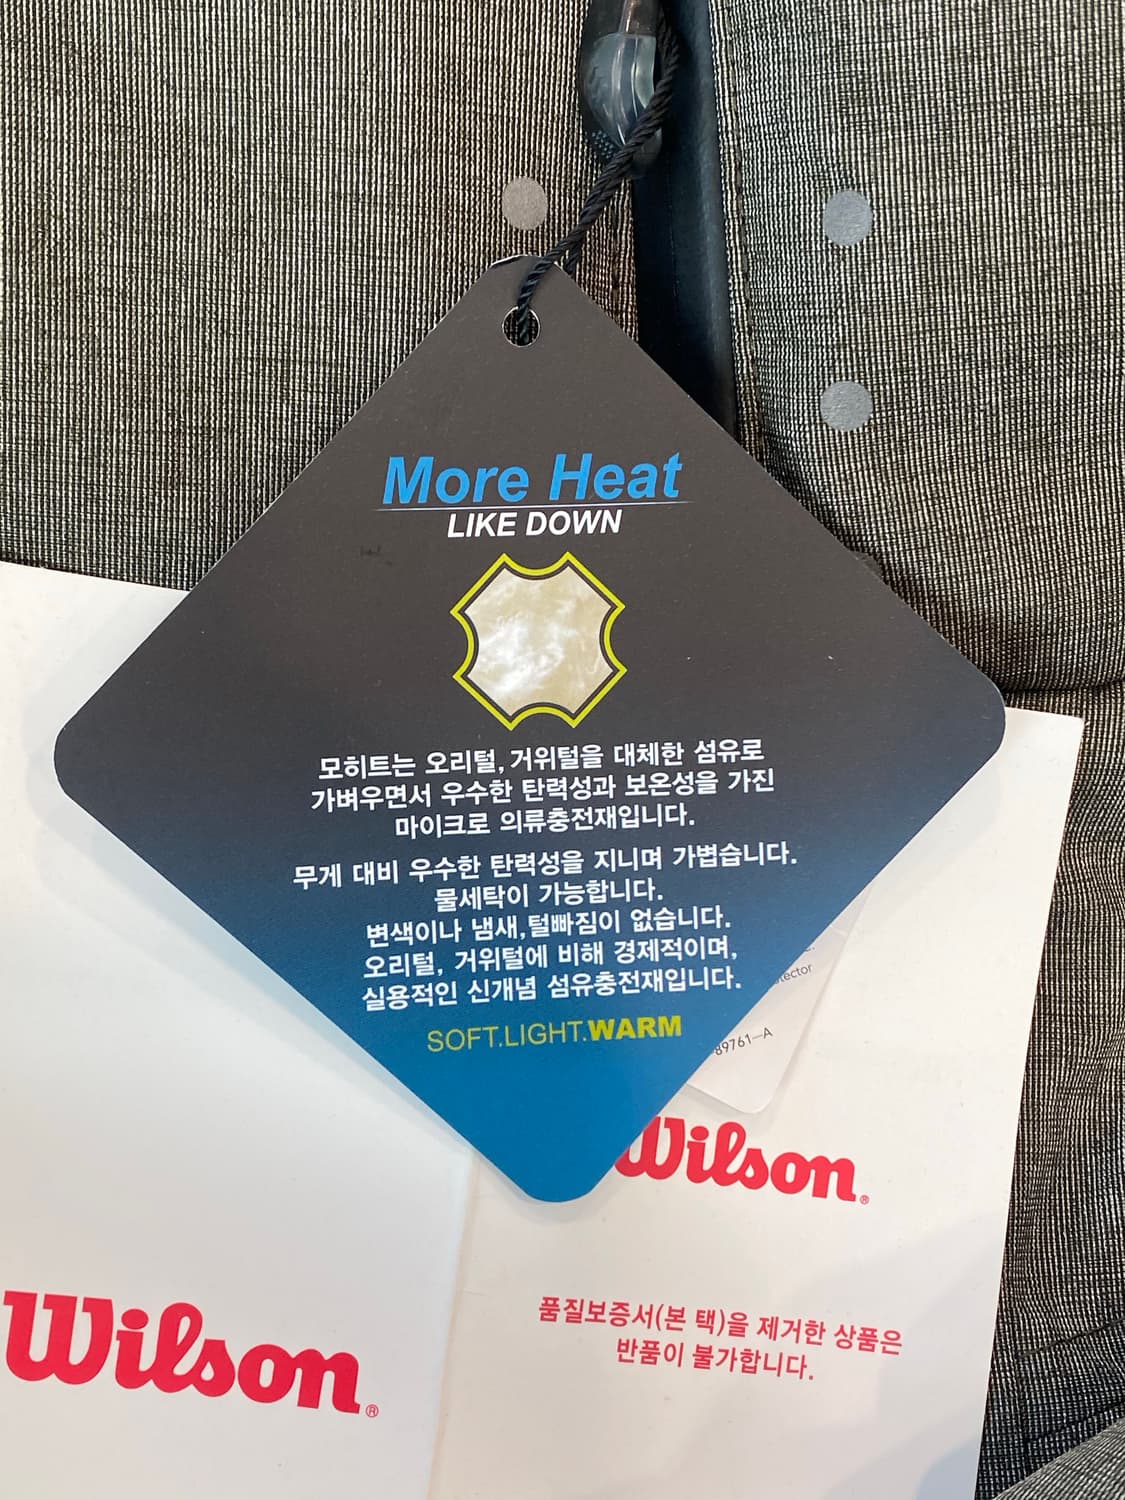 More Heat
LIKE DOWN
모히트는 오리털, 거위털을 대체한 섬유로
가벼우면서 우수한 탄력성과 보온성을 가진
마이크로 의류충전재입니다.
무게 대비 우수한 탄력성을 지니며 가볍습니다.
물세탁이 가능합니다.
변색이나 냄새,털빠짐이 없습니다.
오리털, 거위털에 비해 경제적이며,
실용적인 신개념 섬유충전재입니다.
SOFT.LIGHT.WARM
89761-A
Wilson®
Wilson®
품질보증서(본 택)을 제거한 상품은
반품이 불가합니다.